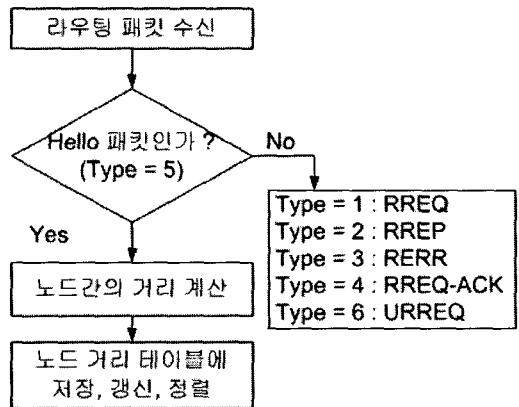 라우팅 패킷 수신
Hello 패킷인가 ?
(Type = 5)
No
Yes
Type = 1 : RREQ
Type = 2 : RREP
Type = 3 : RERR
Type = 4 : RREQ-ACK
Type = 6 : URREQ
노드간의 거리 계산
노드 거리 테이블에
저장, 갱신, 정렬